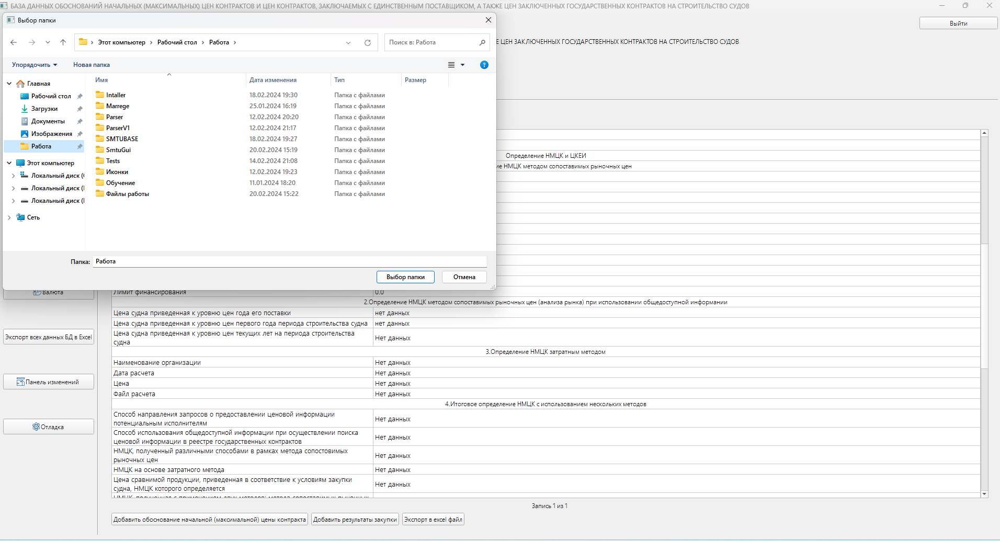 БАЗА ДАННЫХ ОБОСНОВАНИЙ НАЧАЛЬНЫХ (МАКСИМАЛЬНЫХ) ЦЕН КОНТРАКТОВ И ЦЕН КОНТРАКТОВ, ЗАКЛЮЧАЕМЫХ С ЕДИНСТВЕННЫМ ПОСТАВЩИКОМ, А ТАКЖЕ ЦЕН ЗАКЛЮЧЕННЫХ ГОСУДАРСТВЕННЫХ КОНТРАКТОВ НА СТРОИТЕЛЬСТВО СУДОВ
Выйти
Е ЦЕН ЗАКЛЮЧЕННЫХ ГОСУДАРСТВЕННЫХ КОНТРАКТОВ НА СТРОИТЕЛЬСТВО СУДОВ
Выбор папки
Этот компьютер > Рабочий стол > Работа >
Поиск в: Работа
Упорядочить Новая папка
Главная
Рабочий стол
Загрузки
Документы
Изображения
Работа
Этот компьютер
Локальный диск (
Локальный диск (
Локальный диск (
Сеть
Имя Дата изменения Тип Размер
Intaller 18.02.2024 19:30 Папка с файлами
Marrege 25.01.2024 16:19 Папка с файлами
Parser 12.02.2024 20:20 Папка с файлами
ParserV1 12.02.2024 21:17 Папка с файлами
SMTUBASE 18.02.2024 19:27 Папка с файлами
SmtuGui 20.02.2024 15:19 Папка с файлами
Tests 14.02.2024 21:08 Папка с файлами
Иконки 12.02.2024 19:23 Папка с файлами
Обучение 11.01.2024 18:20 Папка с файлами
Файлы работы 20.02.2024 15:22 Папка с файлами
Папка: Работа
Выбор папки Отмена
Валюта
Экспорт всех данных БД в Excel
Панель изменений
Отладка
Определение НМЦК и ЦКЕИ
ие НМЦК методом сопоставимых рыночных цен
Лимит финансирования 0.0
2.Определение НМЦК методом сопоставимых рыночных цен (анализа рынка) при использовании общедоступной информании
Цена судна приведенная к уровню цен года его поставки нет данных
Цена судна приведенная к уровню цен первого года периода строительства судна нет данных
Цена судна приведенная к уровню цен текущих лет на периода строительства
судна Нет данных
3.Определение НМЦК затратным методом
Наименование организации Нет данных
Дата расчета Нет данных
Цена Нет данных
Файл расчета Нет данных
4.Итоговое определение НМЦК с использованием нескольких методов
Способ направления запросов о предоставлении ценовой информации
потенциальным исполнителям Нет данных
Способ использования общедоступной информации при осуществлении поиска
ценовой информации в реестре государственных контрактов Нет данных
НМЦК, полученный различными способами в рамках метода сопостовимых
рыночных цен Нет данных
НМЦК на основе затратного метода Нет данных
Цена сравнимой продукции, приведенная в соответствие к условиям закупки
судна, НМЦК которого определяется Нет данных
НМЦК, полученная с применением двух методов: метода сопоставимых рыночных
Запись 1 из 1
Добавить обоснование начальной (максимальной) цены контракта Добавить результаты закупки Экспорт в excel файл